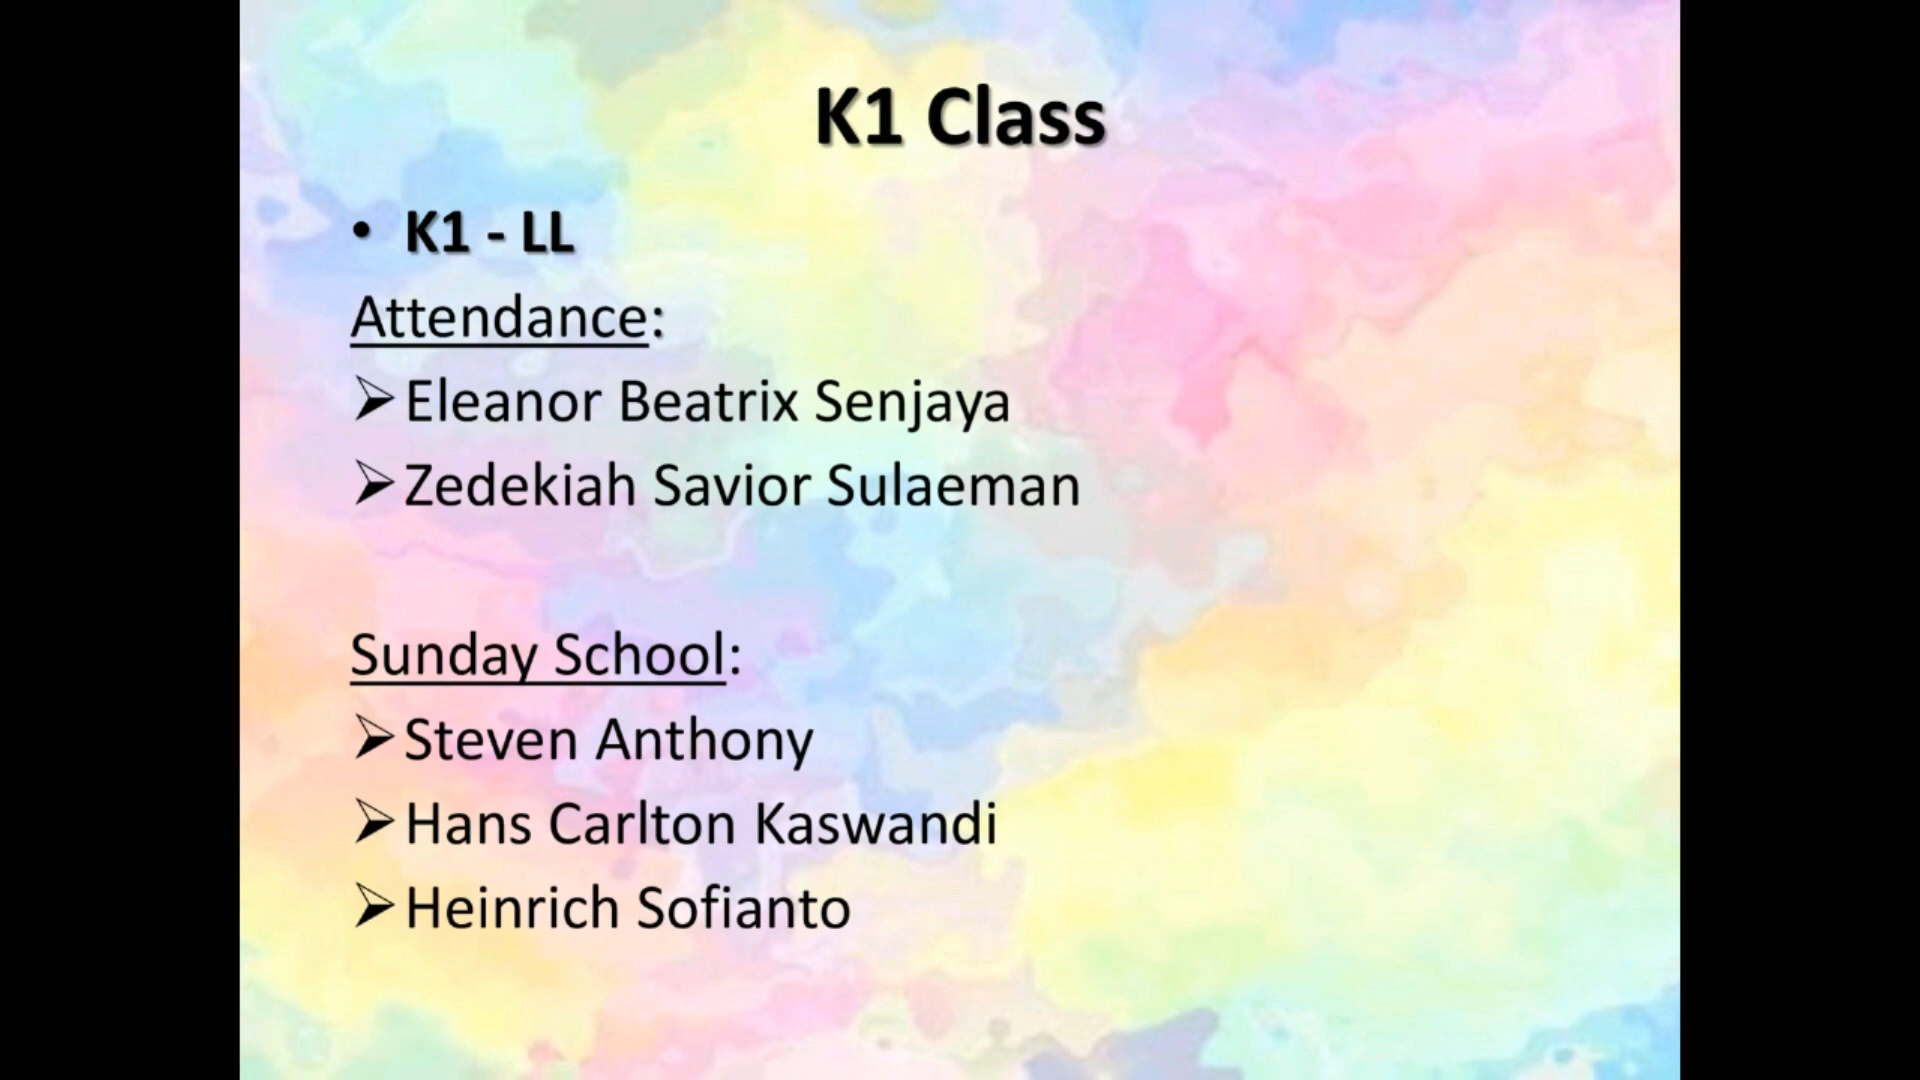 K1 Class
• K1 - LL
Attendance:
➢Eleanor Beatrix Senjaya
➢Zedekiah Savior Sulaeman
Sunday School:
➢Steven Anthony
➢Hans Carlton Kaswandi
➢Heinrich Sofianto